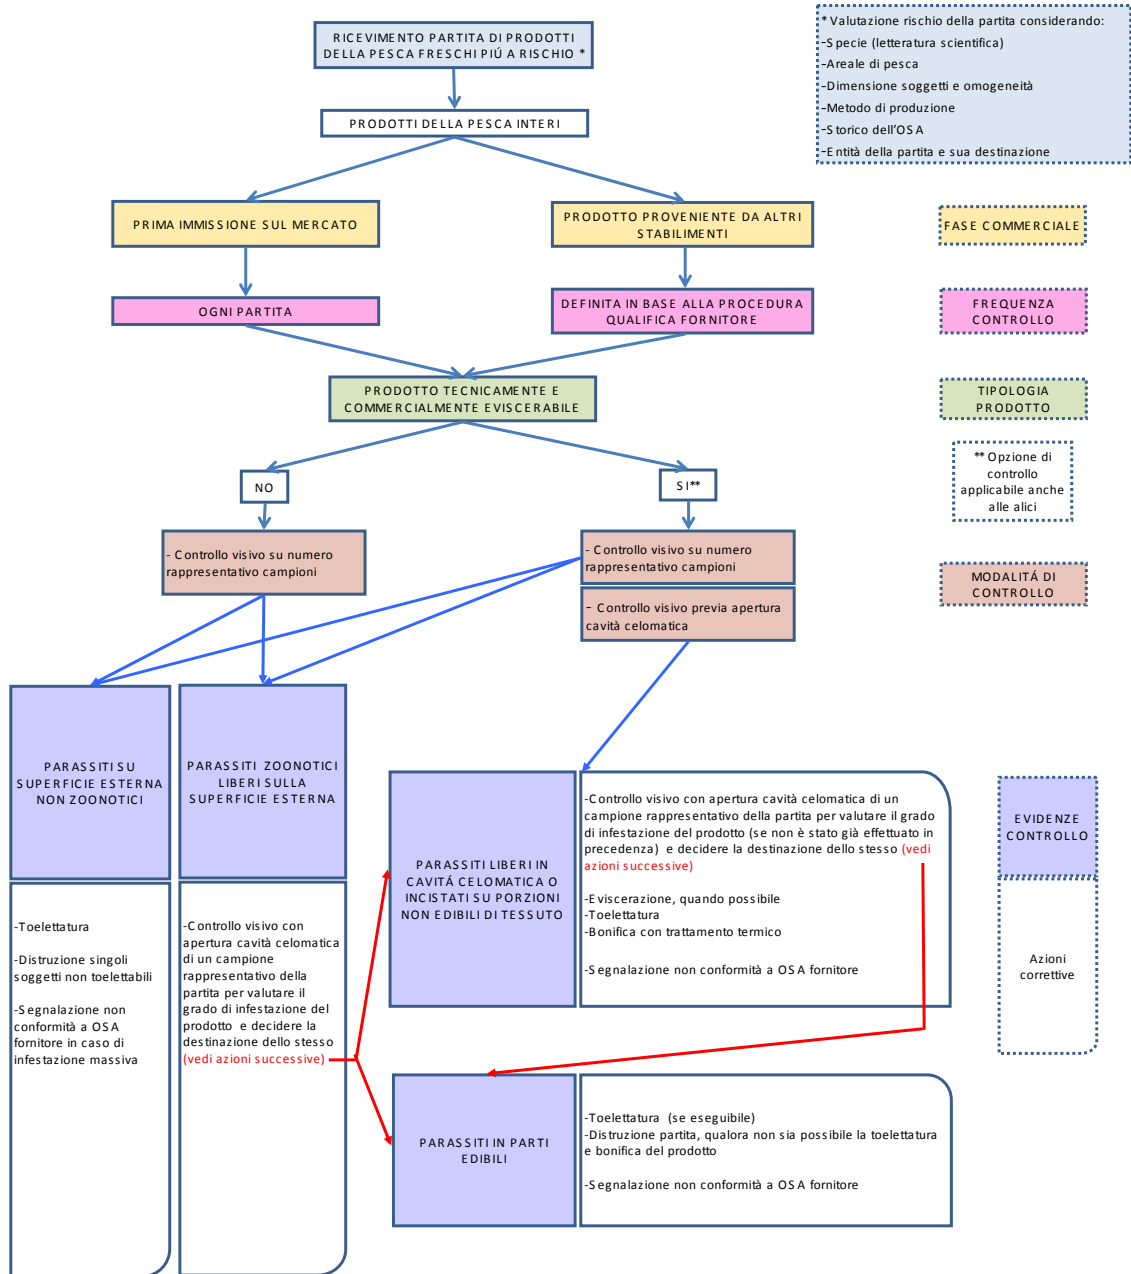 RICEVIMENTO PARTITA DI PRODOTTI
DELLA PESCA FRESCHI PIÚ A RISCHIO *
* Valutazione rischio della partita considerando:
-Specie (letteratura scientifica)
-Areale di pesca
-Dimensione soggetti e omogeneità
-Metodo di produzione
-Storico dell'OSA
-Entità della partita e sua destinazione
PRODOTTI DELLA PESCA INTERI
PRIMA IMMISSIONE SUL MERCATO
PRODOTTO PROVENIENTE DA ALTRI
STABILIMENTI
FASE COMMERCIALE
OGNI PARTITA
DEFINITA IN BASE ALLA PROCEDURA
QUALIFICA FORNITORE
FREQUENZA
CONTROLLO
PRODOTTO TECNICAMENTE E
COMMERCIALMENTE EVISCERABILE
TIPOLOGIA
PRODOTTO
NO
SI**
** Opzione di
controllo
applicabile anche
alle alici
- Controllo visivo su numero
rappresentativo campioni
- Controllo visivo su numero
rappresentativo campioni
- Controllo visivo previa apertura
cavità celomatica
MODALITÁ DI
CONTROLLO
PARASSITI SU
SUPERFICIE ESTERNA
NON ZOONOTICI
PARASSITI ZOONOTICI
LIBERI SULLA
SUPERFICIE ESTERNA
PARASSITI LIBERI IN
CAVITÁ CELOMATICA O
INCISTATI SU PORZIONI
NON EDIBILI DI TESSUTO
-Controllo visivo con apertura cavità celomatica di un
campione rappresentativo della partita per valutare il grado
di infestazione del prodotto (se non è stato già effettuato in
precedenza) e decidere la destinazione dello stesso (vedi
azioni successive)
-Eviscerazione, quando possibile
-Toelettatura
-Bonifica con trattamento termico
-Segnalazione non conformità a OSA fornitore
EVIDENZE
CONTROLLO
Azioni
correttive
-Toelettatura
-Distruzione singoli
soggetti non toelettabili
-Segnalazione non
conformità a OSA
fornitore in caso di
infestazione massiva
-Controllo visivo con
apertura cavità celomatica
di un campione
rappresentativo della
partita per valutare il
grado di infestazione del
prodotto e decidere la
destinazione dello stesso
(vedi azioni successive)
PARASSITI IN PARTI
EDIBILI
-Toelettatura (se eseguibile)
-Distruzione partita, qualora non sia possibile la toelettatura
e bonifica del prodotto
-Segnalazione non conformità a OSA fornitore